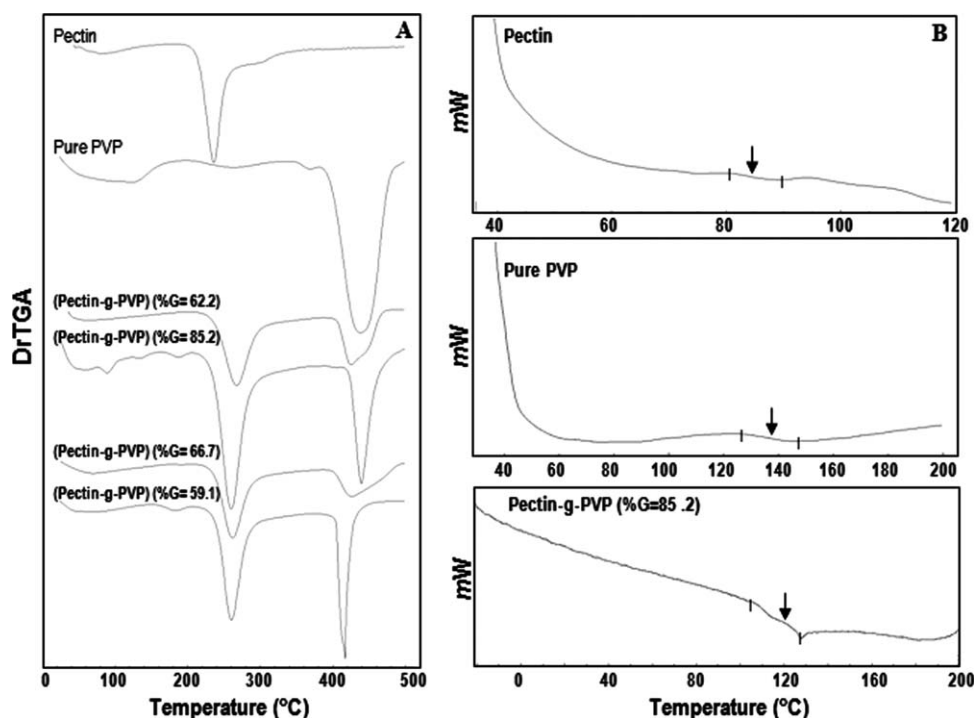 A
Pectin
Pure PVP
(Pectin-g-PVP) (%G= 62.2)
(Pectin-g-PVP) (%G= 85.2)
(Pectin-g-PVP) (%G= 66.7)
(Pectin-g-PVP) (%G= 59.1)
DrTGA
0 100 200 300 400 500
Temperature (°C)
B
Pectin
mW
40 60 80 100 120
Pure PVP
mW
40 60 80 100 120 140 160 180 200
Pectin-g-PVP (%G=85 .2)
mW
0 40 80 120 160 200
Temperature (°C)